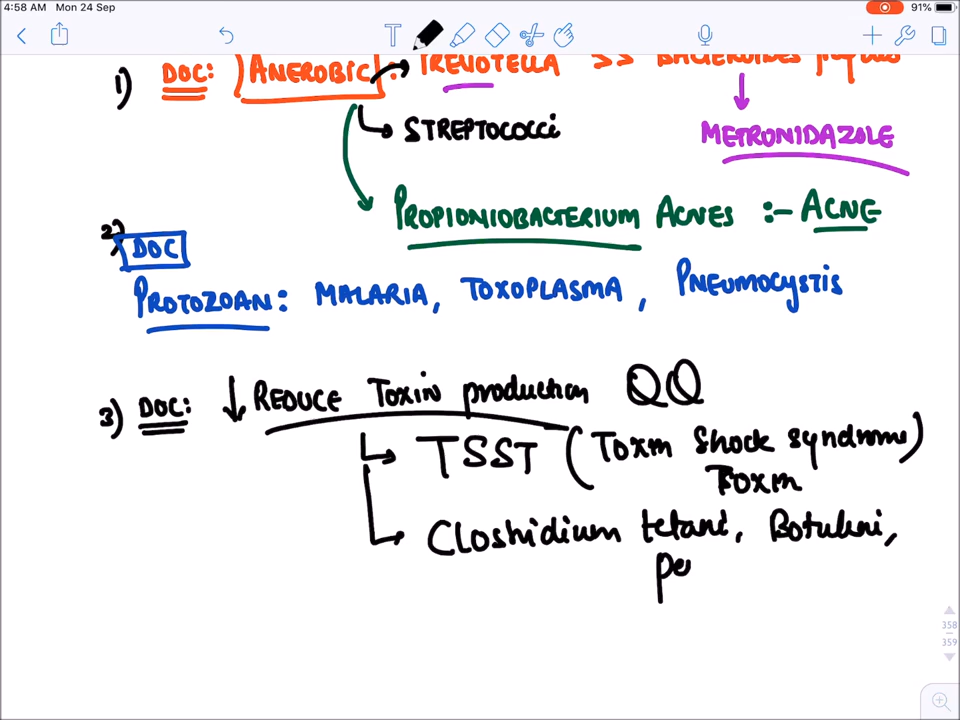 4:58 AM Mon 24 Sep 91%
1) DOC: ANEROBIC : PREVOTELLA
STREPTOCOCCi
METRONIDAZOLE
PROPIONIOBACTERIUM ACNES :- ACNE
2) DOC
PROTOZOAN: MALARIA, TOXOPLASMA, PNEUMOCYSTIS
3) DOC: ↓ REDUCE Toxin production QQ
TSST (Toxin Shock syndrome)
Toxin
Clostridium tetani, Botulini,
pe
358
359